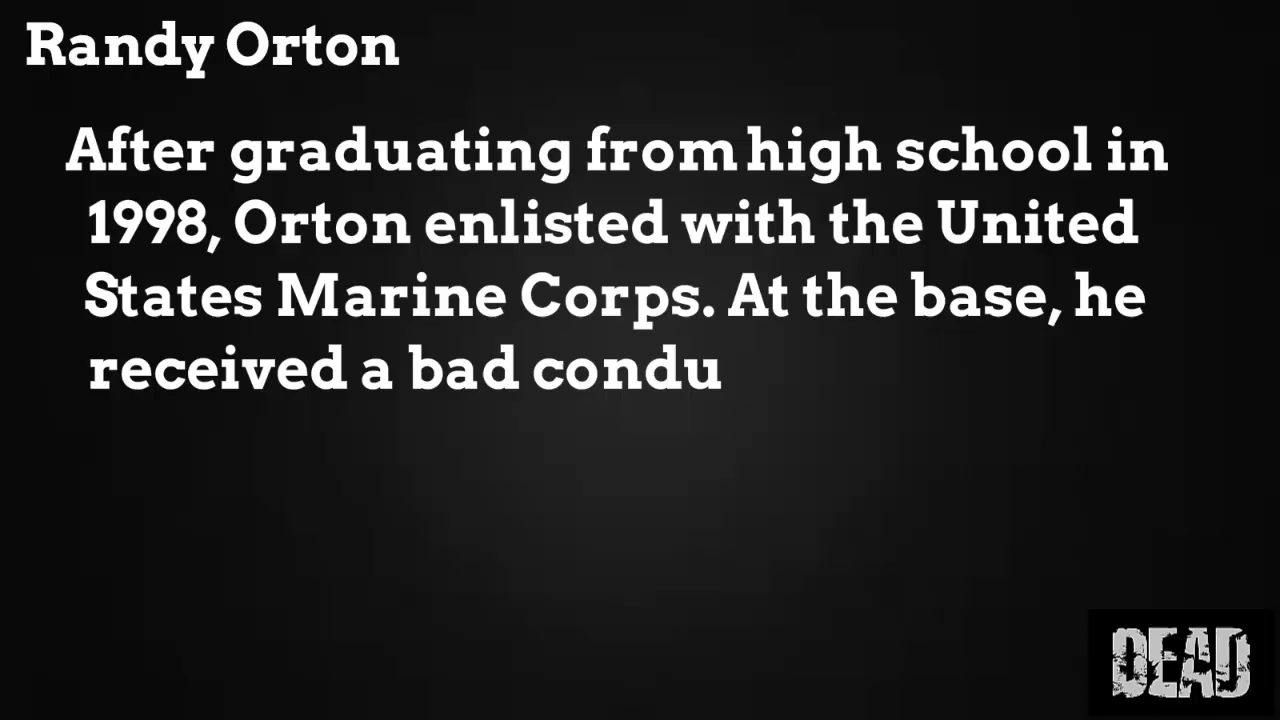 Randy Orton
After graduating from high school in
1998, Orton enlisted with the United
States Marine Corps. At the base, he
received a bad condu
DEAD